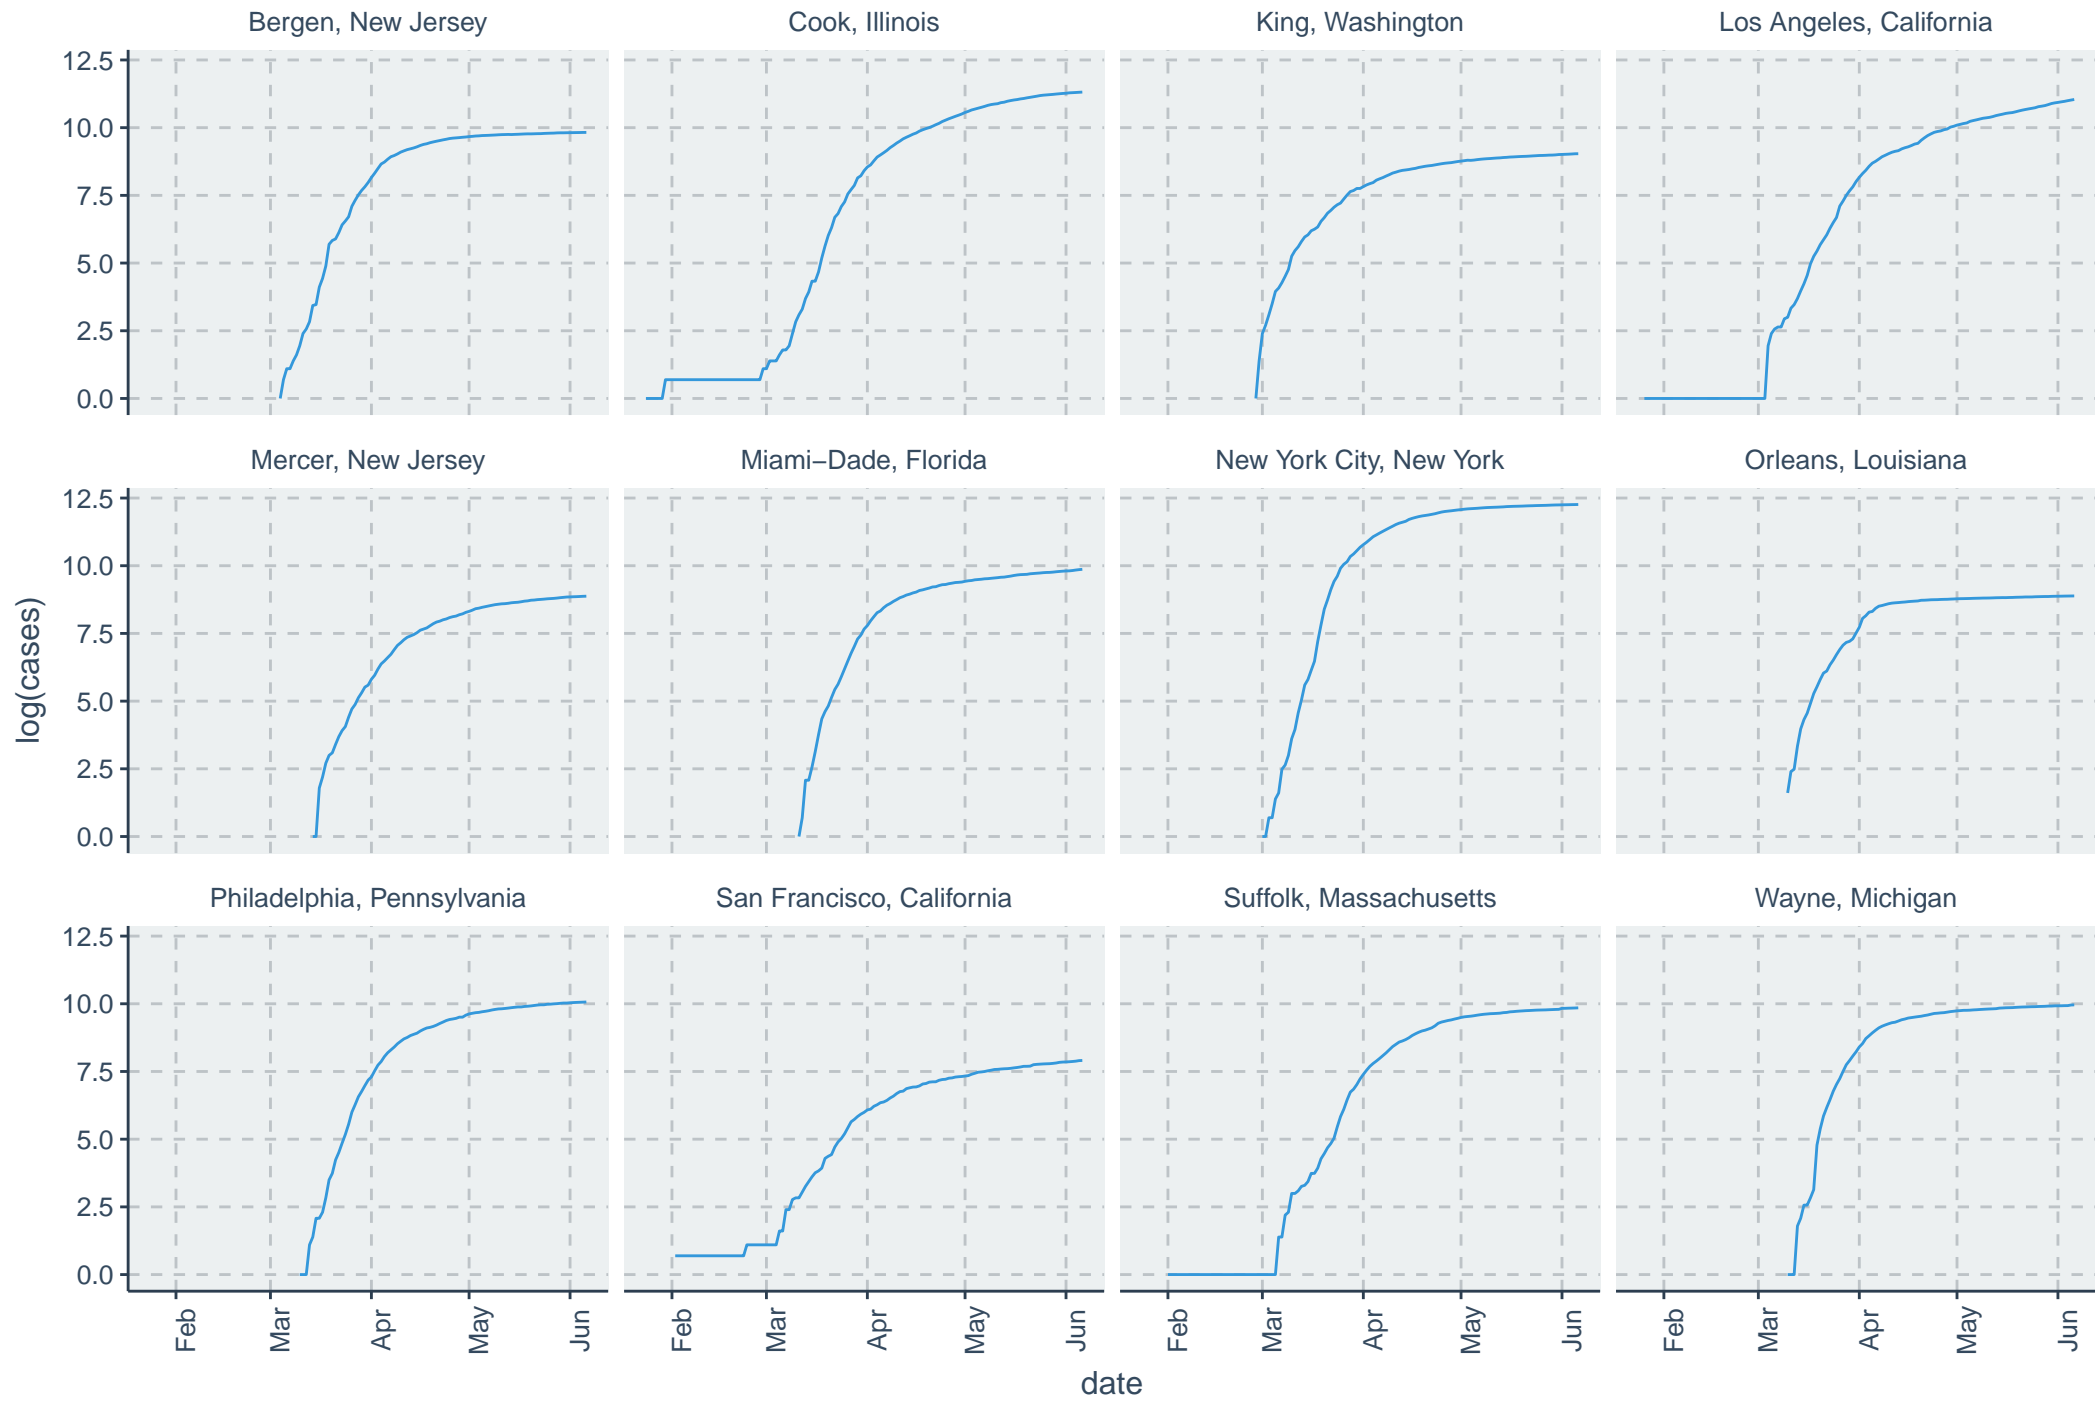 Bergen, New Jersey
Cook, Illinois
King, Washington
Los Angeles, California
12.5
10.0
7.5
5.0
2.5
0.0
Mercer, New Jersey
Miami−Dade, Florida
New York City, New York
Orleans, Louisiana
12.5
10.0
7.5
5.0
2.5
0.0
log(cases)
Philadelphia, Pennsylvania
San Francisco, California
Suffolk, Massachusetts
Wayne, Michigan
12.5
10.0
7.5
5.0
2.5
0.0
Feb Mar Apr May Jun
Feb Mar Apr May Jun
Feb Mar Apr May Jun
Feb Mar Apr May Jun
date